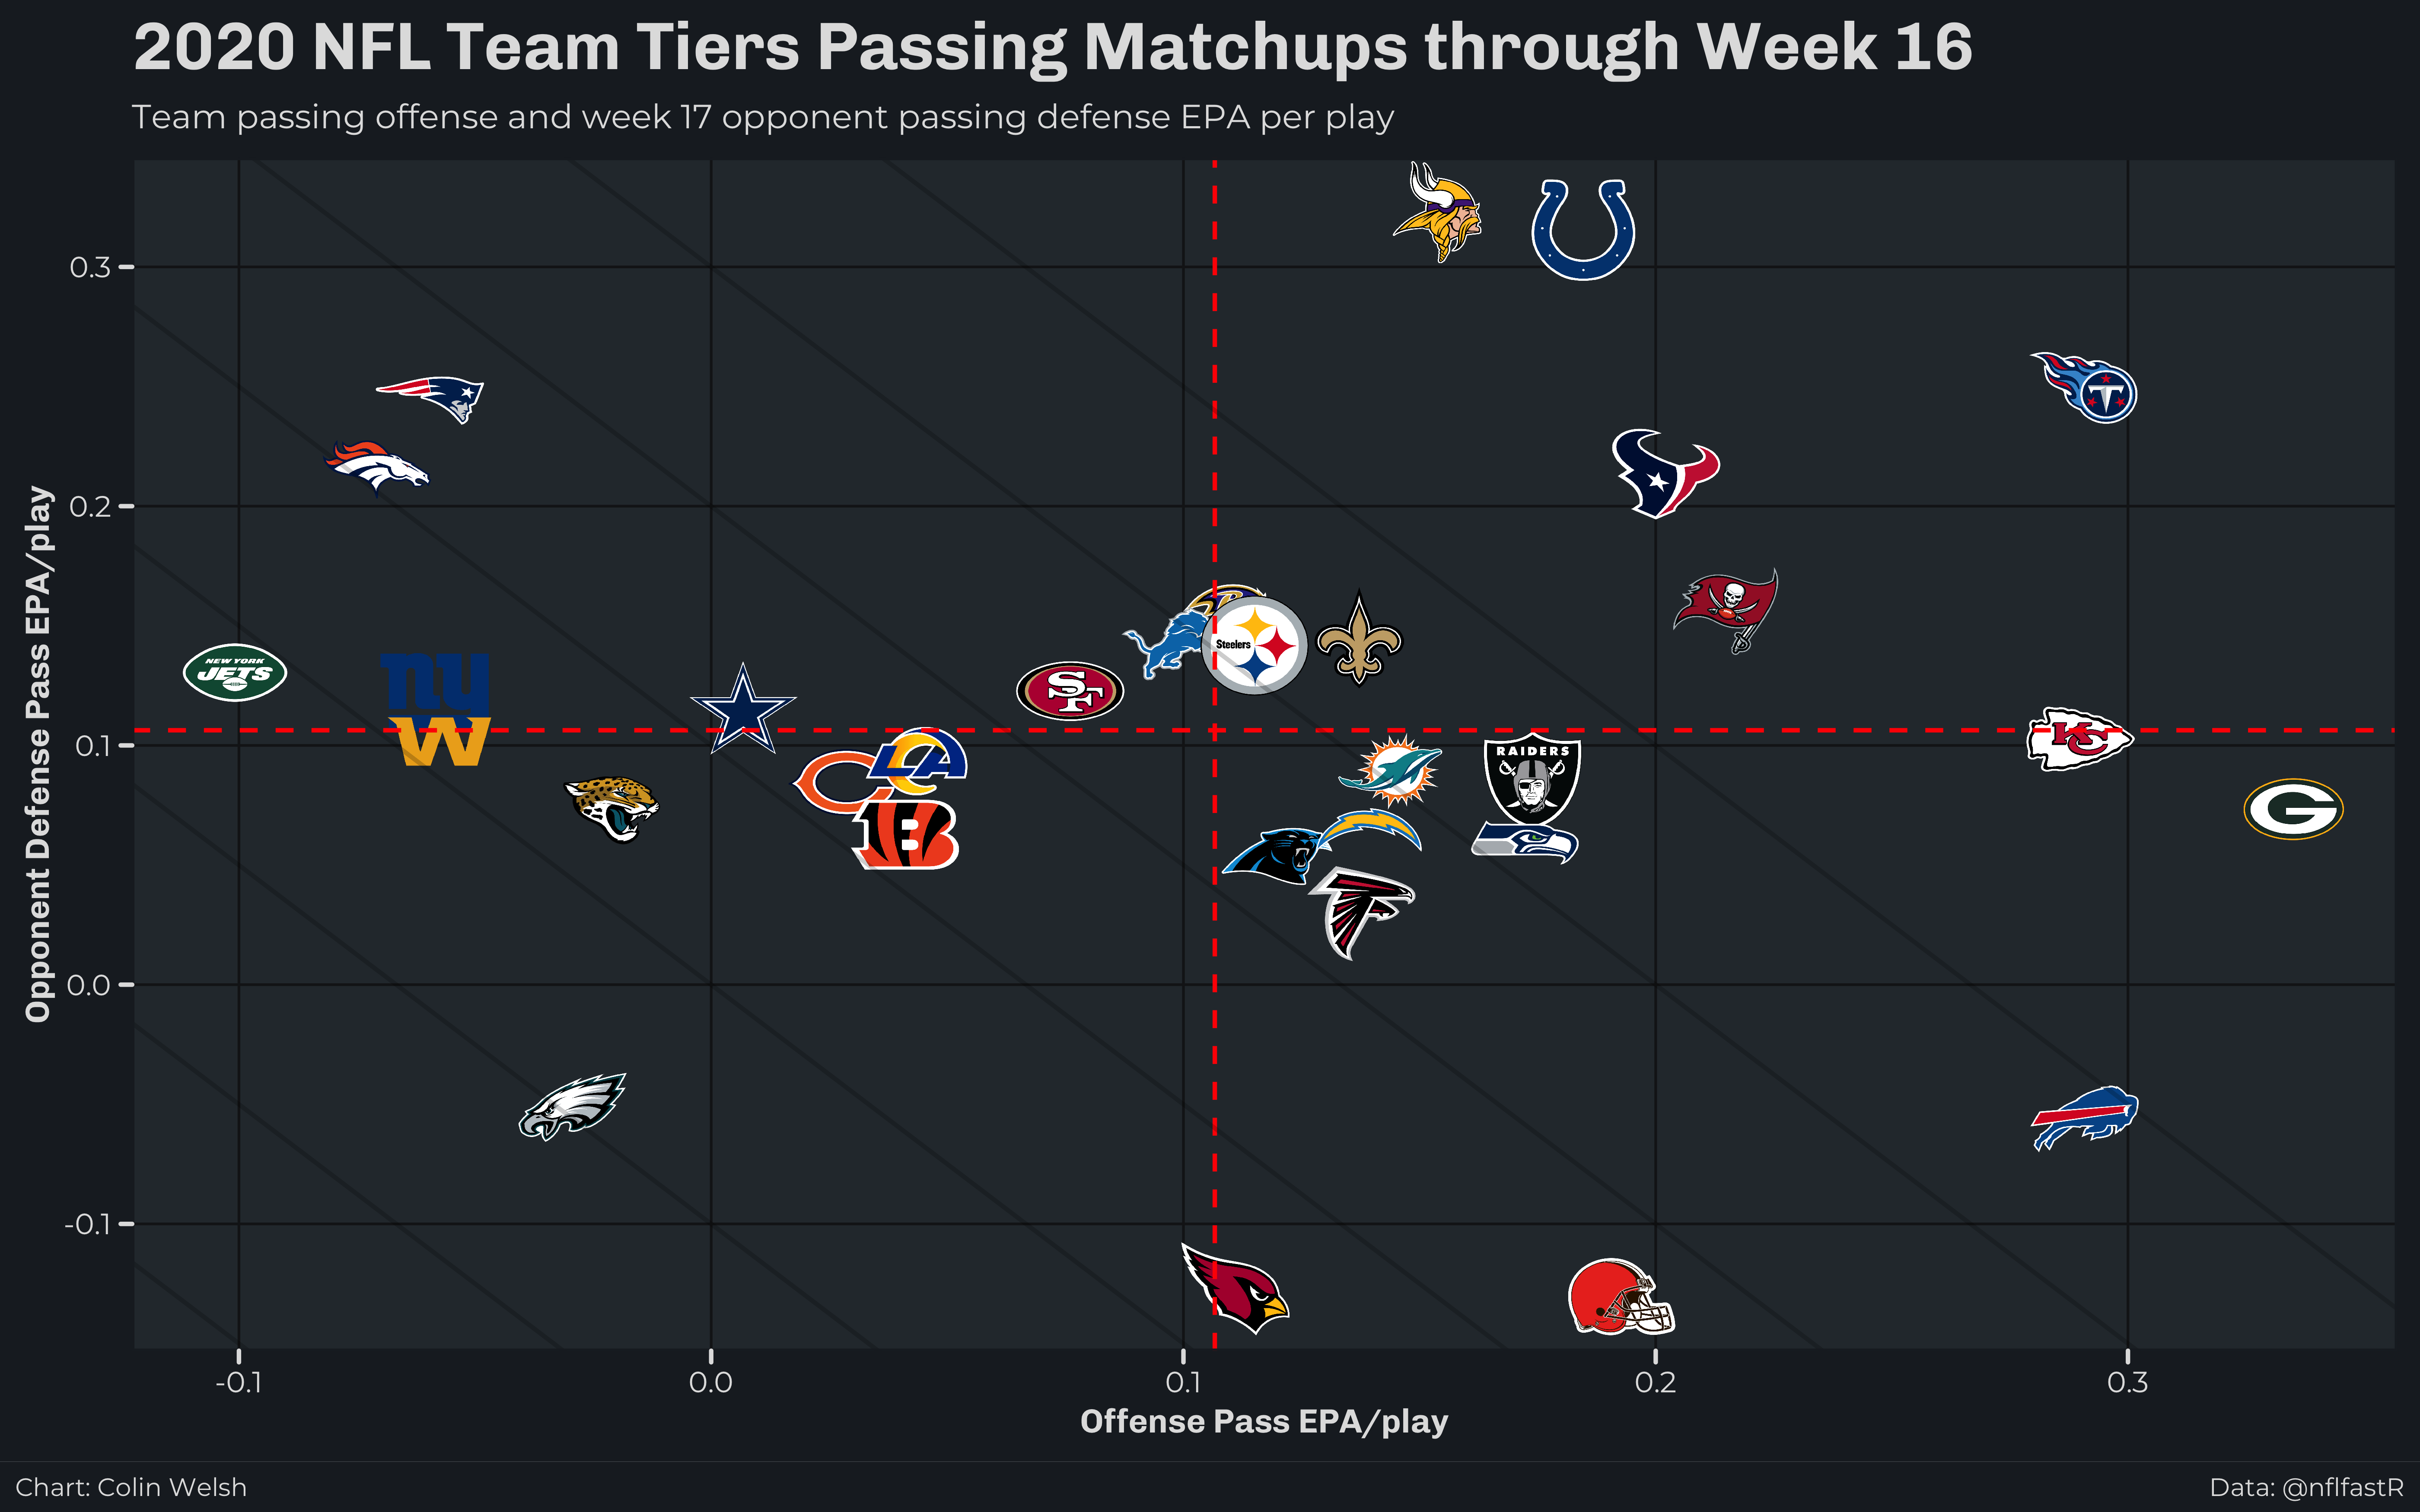 2020 NFL Team Tiers Passing Matchups through Week 16
Team passing offense and week 17 opponent passing defense EPA per play
Opponent Defense Pass EPA/play
0.3
0.2
0.1
0.0
-0.1
NEW YORK
JETS
ny
W
SF
Steelers
T
RAIDERS
LA
C
B
KC
G
-0.1
0.0
0.1
0.2
0.3
Offense Pass EPA/play
Chart: Colin Welsh
Data: @nflfastR